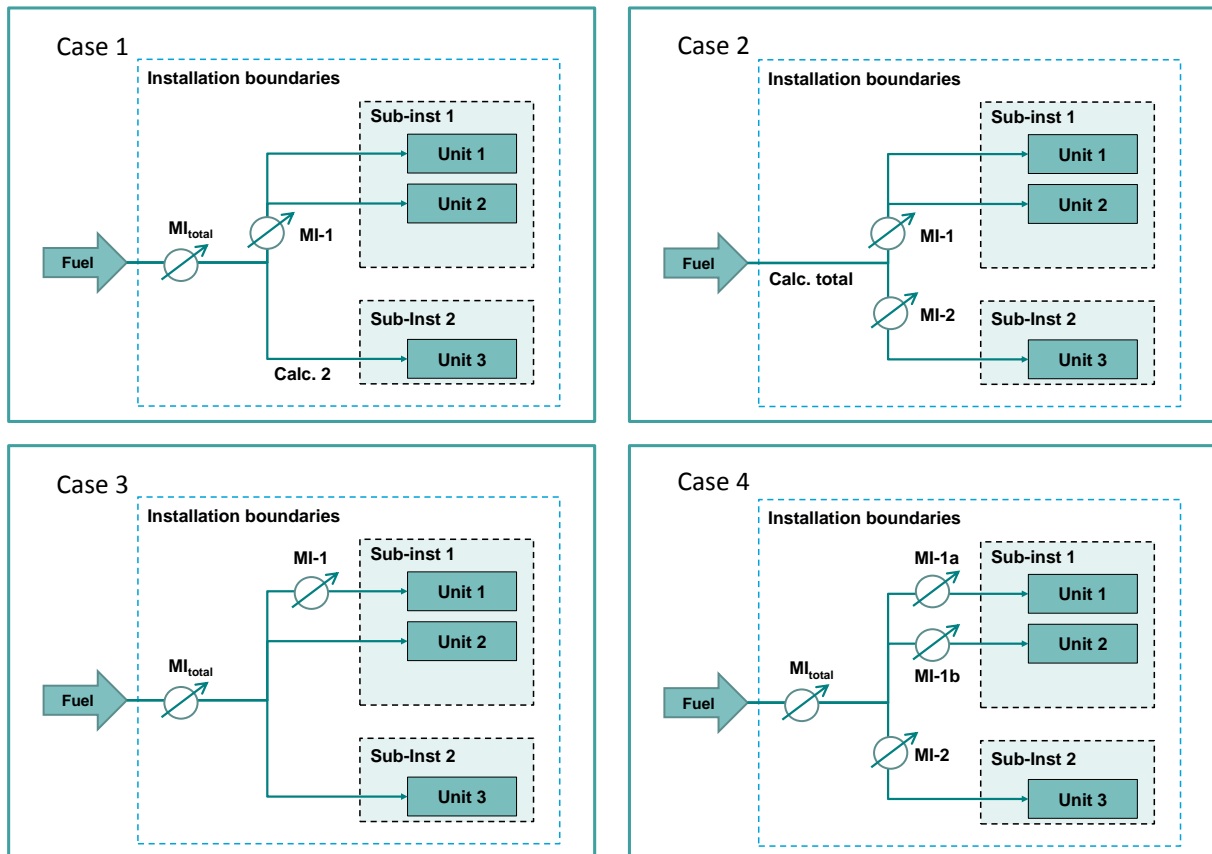 Case 1
Installation boundaries
Sub-inst 1
Unit 1
Unit 2
MI-1
MItotal
Fuel
Sub-Inst 2
Unit 3
Calc. 2
Case 2
Installation boundaries
Sub-inst 1
Unit 1
Unit 2
MI-1
Fuel
Calc. total
MI-2
Sub-Inst 2
Unit 3
Case 3
Installation boundaries
MI-1
Sub-inst 1
Unit 1
Unit 2
MItotal
Fuel
Sub-Inst 2
Unit 3
Case 4
Installation boundaries
MI-1a
Sub-inst 1
Unit 1
Unit 2
MI-1b
MItotal
Fuel
MI-2
Sub-Inst 2
Unit 3